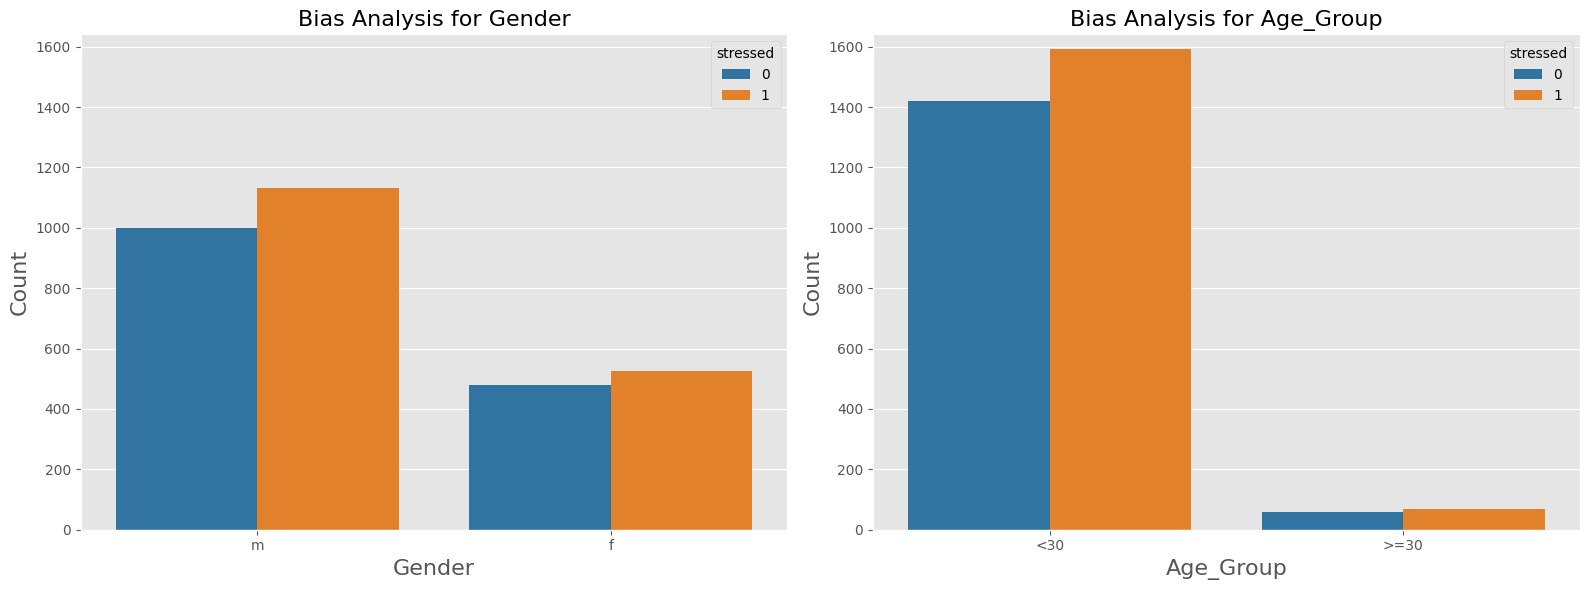 Bias Analysis for Gender
1600
1400
1200
1000
800
600
400
200
0
Count
stressed
0
1
m
f
Gender
Bias Analysis for Age_Group
1600
1400
1200
1000
800
600
400
200
0
Count
stressed
0
1
<30
>=30
Age_Group